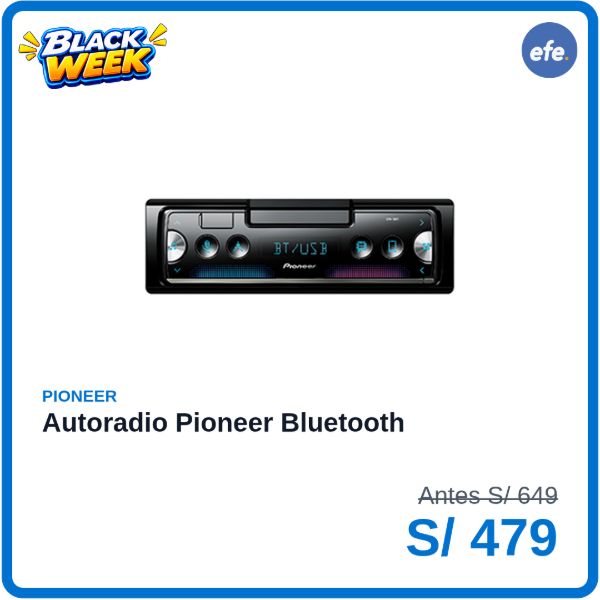 BLACK
WEEK
efe.
BT/USB
Pioneer
PIONEER
Autoradio Pioneer Bluetooth
Antes S/ 649
S/ 479